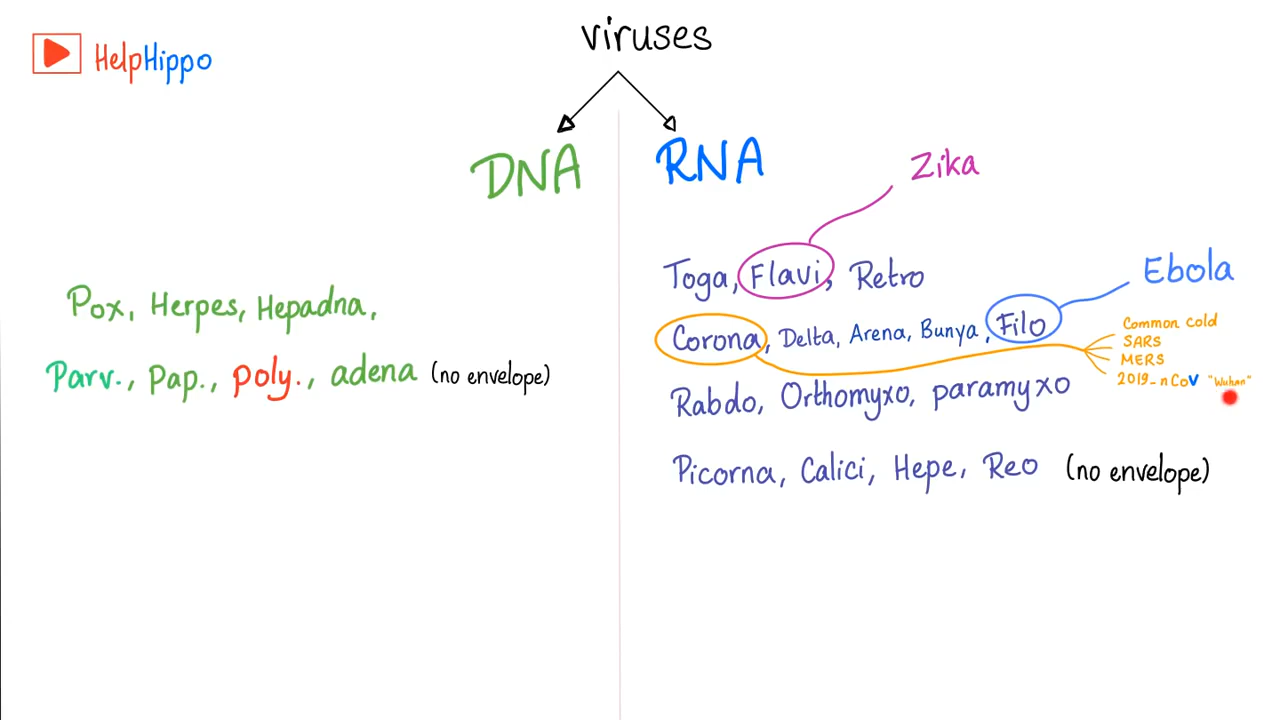 viruses
HelpHippo
DNA
RNA
Zika
Toga, Flavi, Retro
Ebola
Pox, Herpes, Hepadna,
Corona, Delta, Arena, Bunya, Filo
Common cold
SARS
MERS
2019-nCoV "Wuhan"
Parv., Pap., Poly., adena (no envelope)
Rabdo, Orthomyxo, paramyxo
Picorna, Calici, Hepe, Reo (no envelope)